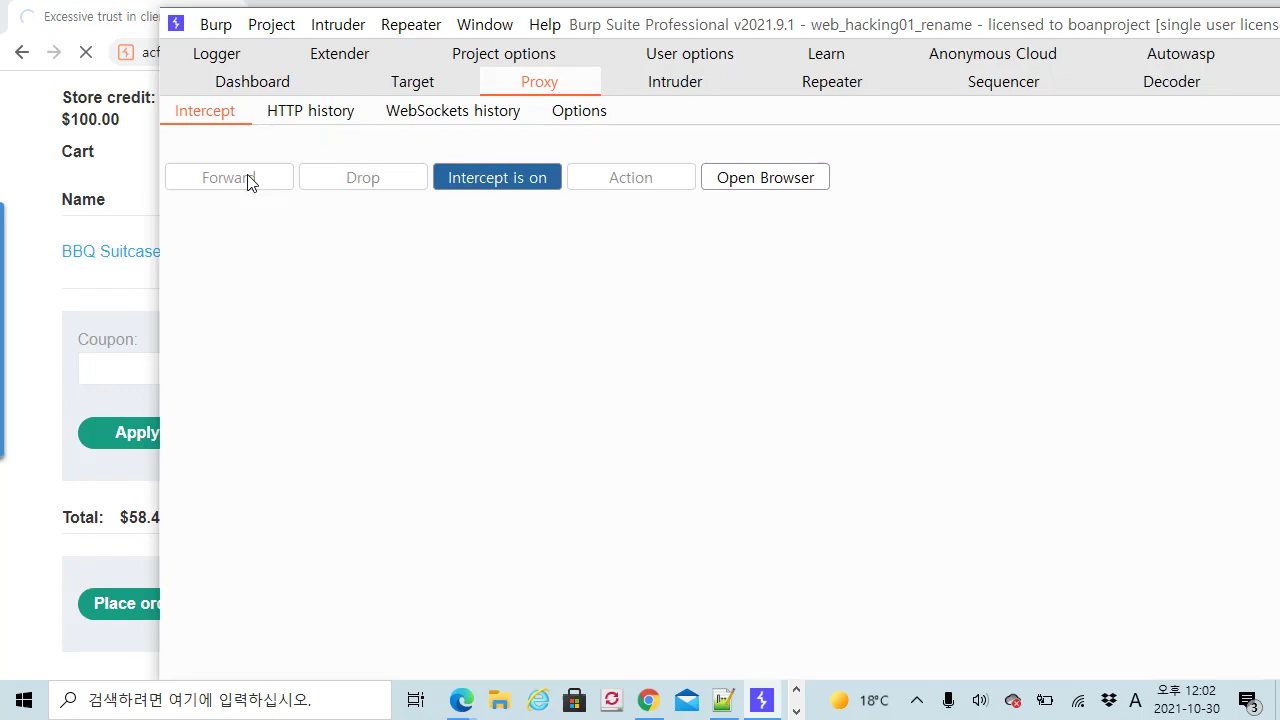 Excessive trust in clie
Burp Project Intruder Repeater Window Help Burp Suite Professional v2021.9.1 - web_haking01_rename - licensed to boanproject [single user licens
acf
Logger Extender Project options User options Learn Anonymous Cloud Autowasp
Dashboard Target Proxy Intruder Repeater Sequencer Decoder
Intercept HTTP history WebSockets history Options
Store credit:
$100.00
Cart
Forward Drop Intercept is on Action Open Browser
Name
BBQ Suitcase
Coupon:
Apply
Total: $58.4
Place ord
검색하려면 여기에 입력하십시오.
18°C
A
오후 12:02
2021-10-30
3